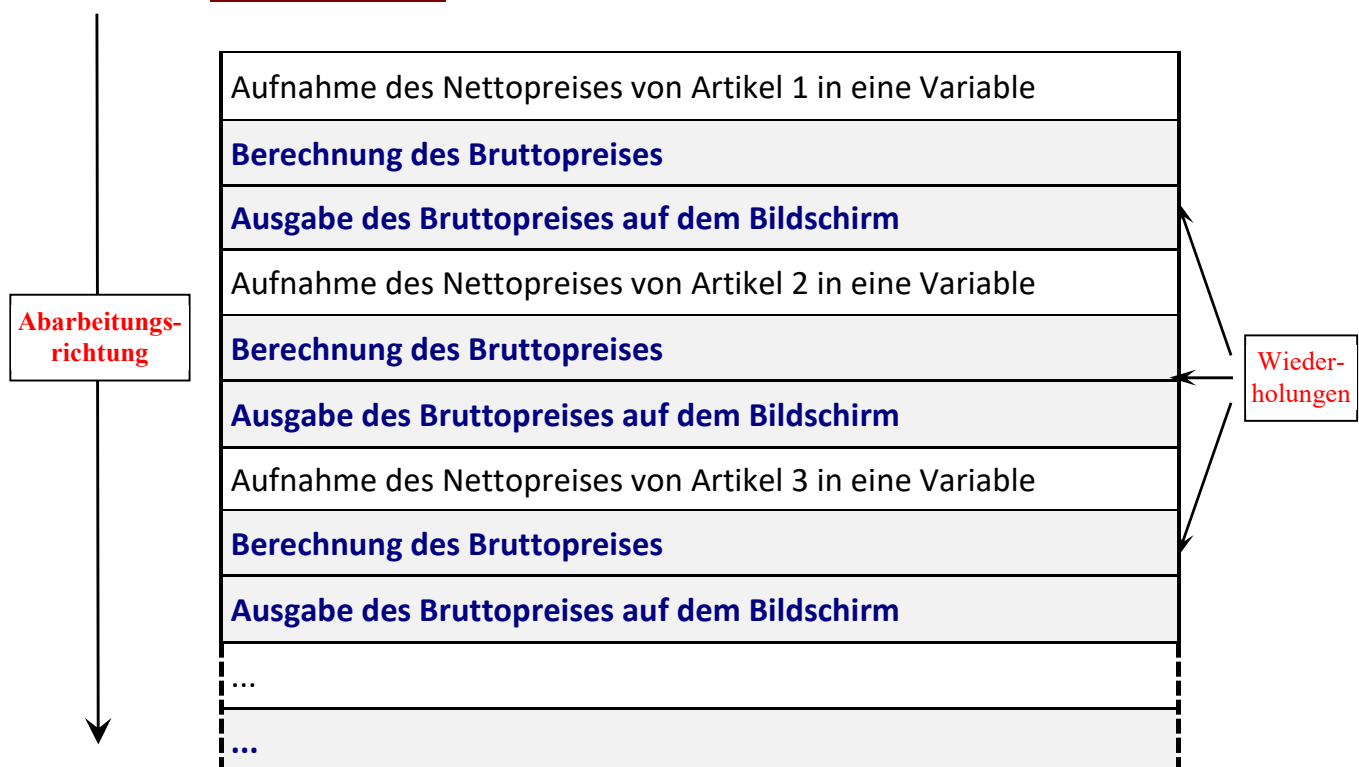 Aufnahme des Nettopreises von Artikel 1 in eine Variable
Berechnung des Bruttopreises
Ausgabe des Bruttopreises auf dem Bildschirm
Aufnahme des Nettopreises von Artikel 2 in eine Variable
Abarbeitungs-
richtung
Berechnung des Bruttopreises
Wieder-
holungen
Ausgabe des Bruttopreises auf dem Bildschirm
Aufnahme des Nettopreises von Artikel 3 in eine Variable
Berechnung des Bruttopreises
Ausgabe des Bruttopreises auf dem Bildschirm
...
...